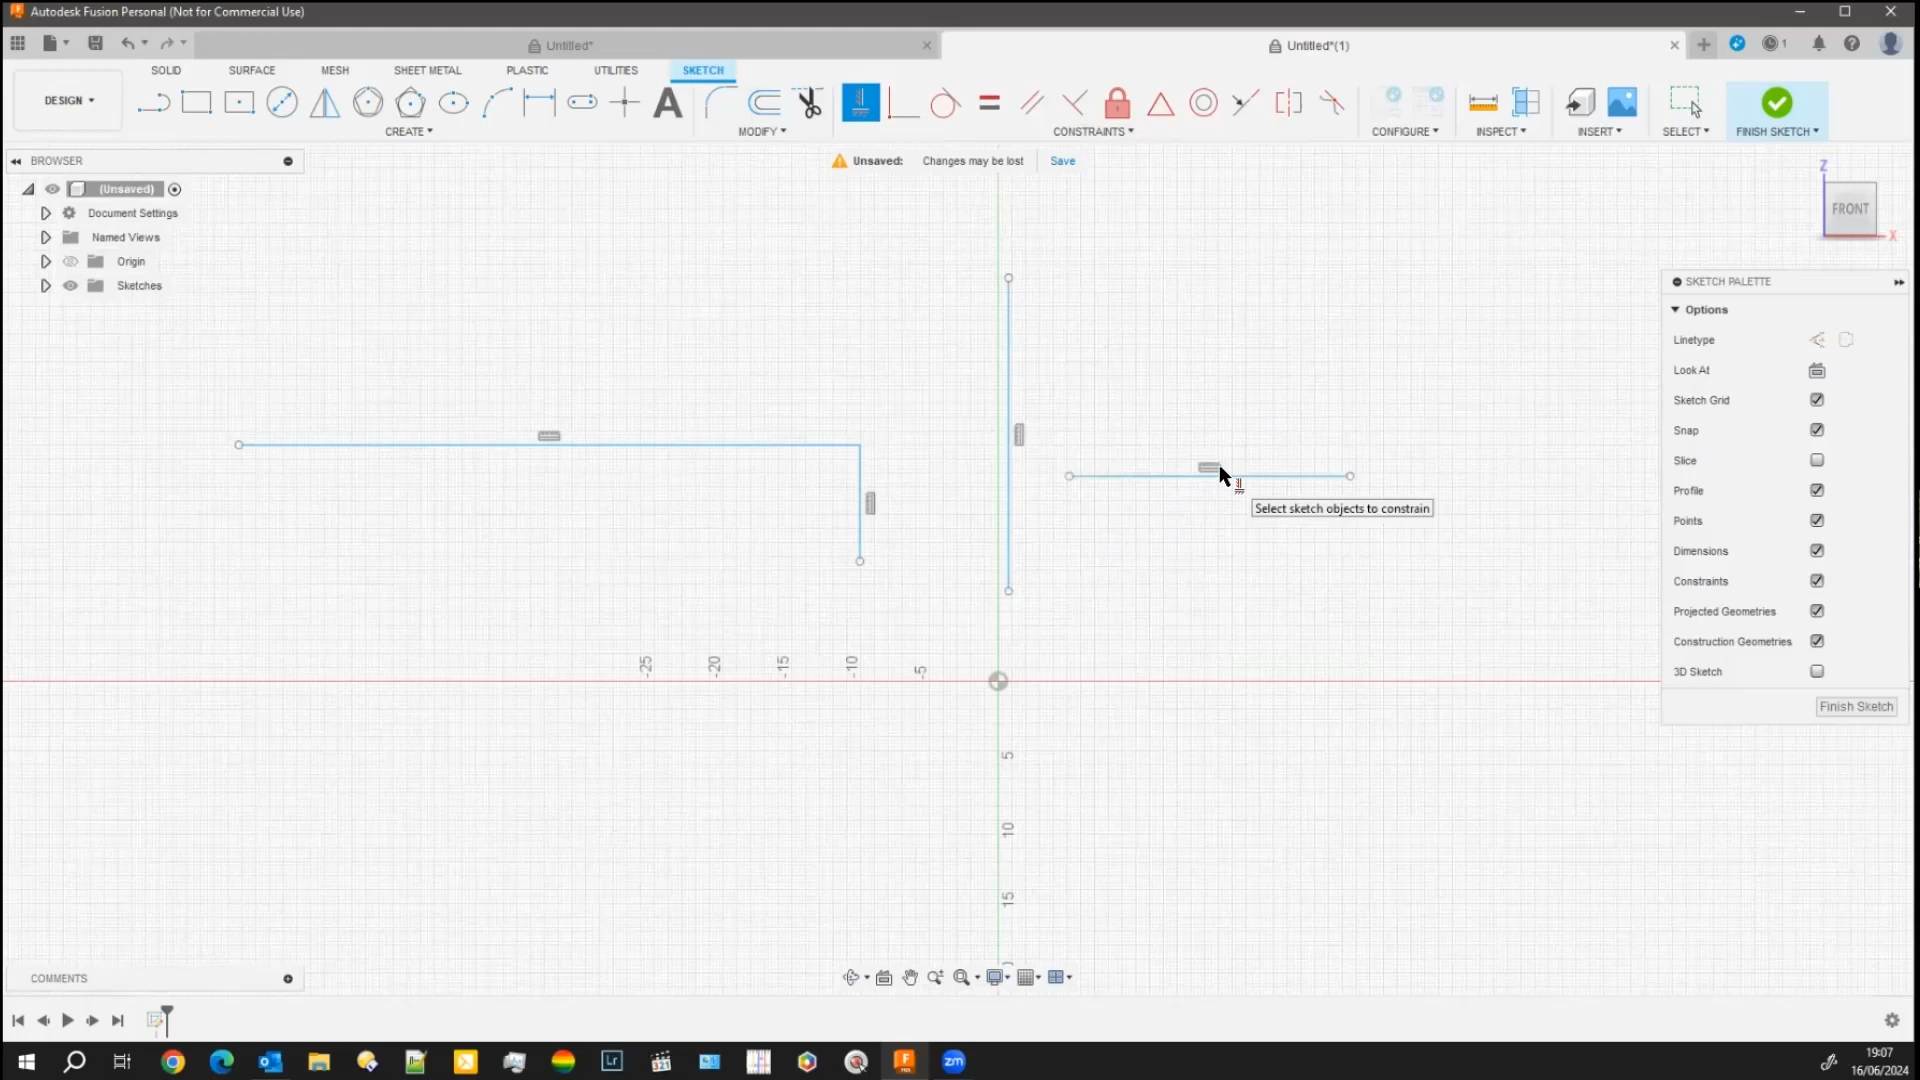 Autodesk Fusion Personal (Not for Commercial Use)
Untitled*
Untitled*(1)
1
SOLID
SURFACE
MESH
SHEET METAL
PLASTIC
UTILITIES
SKETCH
DESIGN
CREATE
MODIFY
CONSTRAINTS
CONFIGURE
INSPECT
INSERT
SELECT
FINISH SKETCH
BROWSER
Unsaved: Changes may be lost Save
(Unsaved)
Document Settings
Named Views
Origin
Sketches
Z
FRONT
X
SKETCH PALETTE
Options
Linetype
Look At
Sketch Grid
Snap
Slice
Profile
Points
Dimensions
Constraints
Projected Geometries
Construction Geometries
3D Sketch
Finish Sketch
Select sketch objects to constrain
-25
-20
-15
-10
-5
5
10
15
COMMENTS
Lr
321
F
zm
19:07
16/06/2024